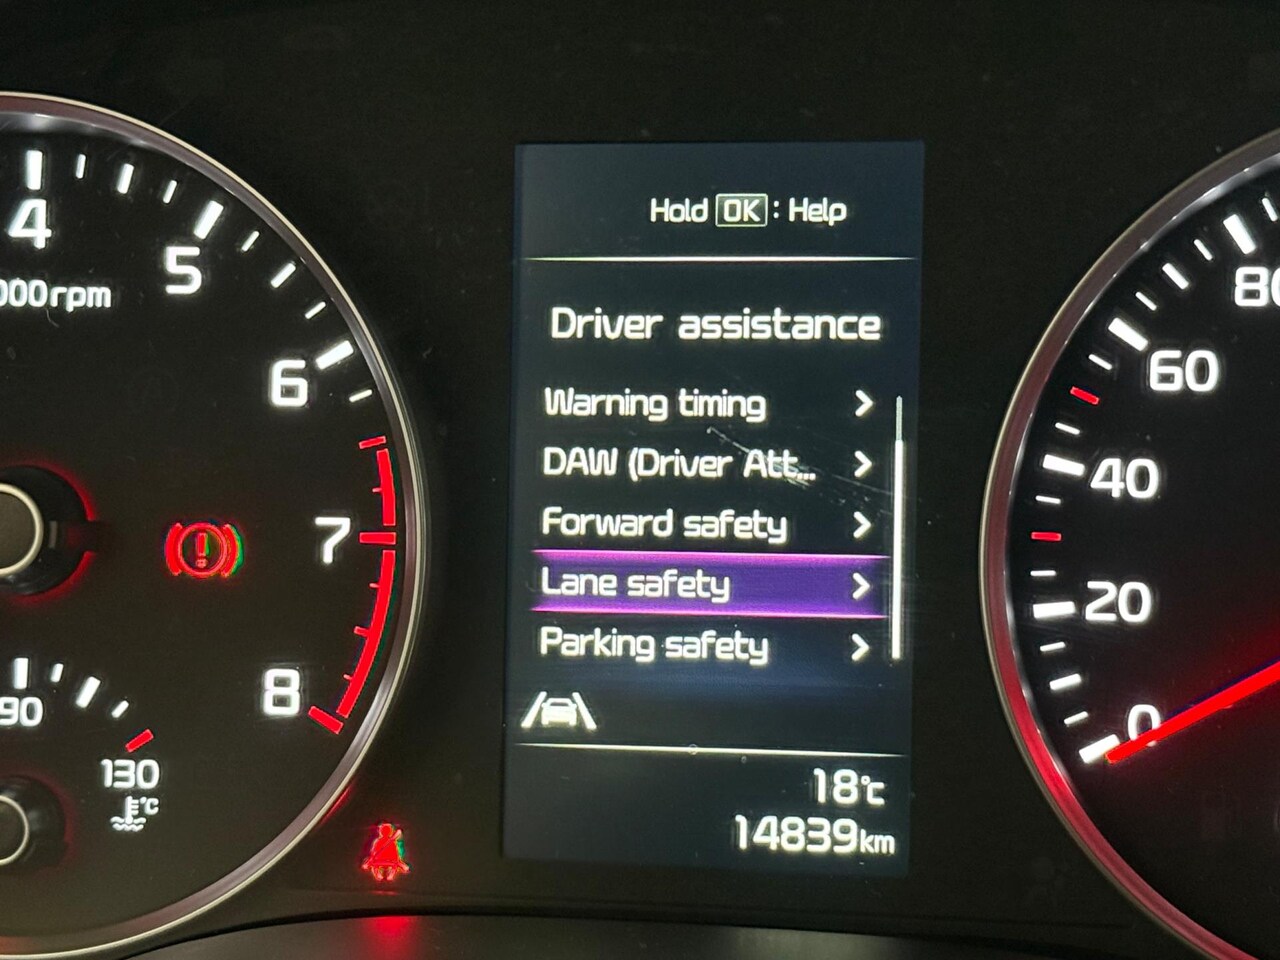 4
5
000rpm
6
7
8
90
130
°C
Hold OK : Help
Driver assistance
Warning timing
DAW (Driver Att...
Forward safety
Lane safety
Parking safety
18°C
14839km
80
60
40
20
0